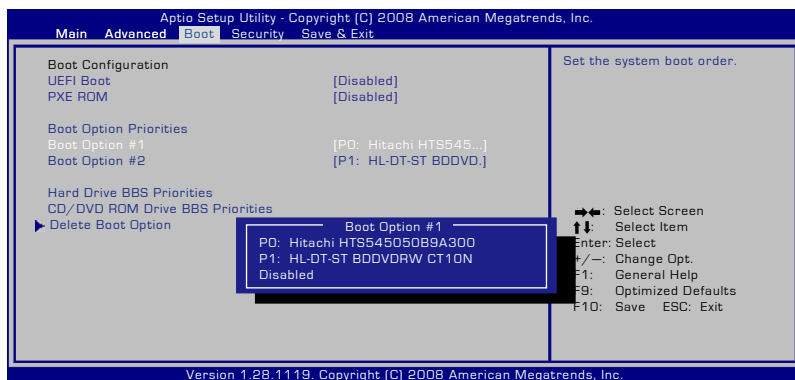 Aptio Setup Utility - Copyright (C) 2008 American Megatrends, Inc.
Main Advanced Boot Security Save & Exit
Boot Configuration
UEFI Boot [Disabled]
PXE ROM [Disabled]
Boot Option Priorities
Boot Option #1 [P0: Hitachi HTS545...]
Boot Option #2 [P1: HL-DT-ST BDDVD.]
Hard Drive BBS Priorities
CD/DVD ROM Drive BBS Priorities
Delete Boot Option
Boot Option #1
P0: Hitachi HTS545050B9A300
P1: HL-DT-ST BDDVDRW CT10N
Disabled
Set the system boot order.
→←: Select Screen
↑↓: Select Item
Enter: Select
+/—: Change Opt.
F1: General Help
F9: Optimized Defaults
F10: Save ESC: Exit
Version 1.28.1119. Copyright (C) 2008 American Megatrends, Inc.